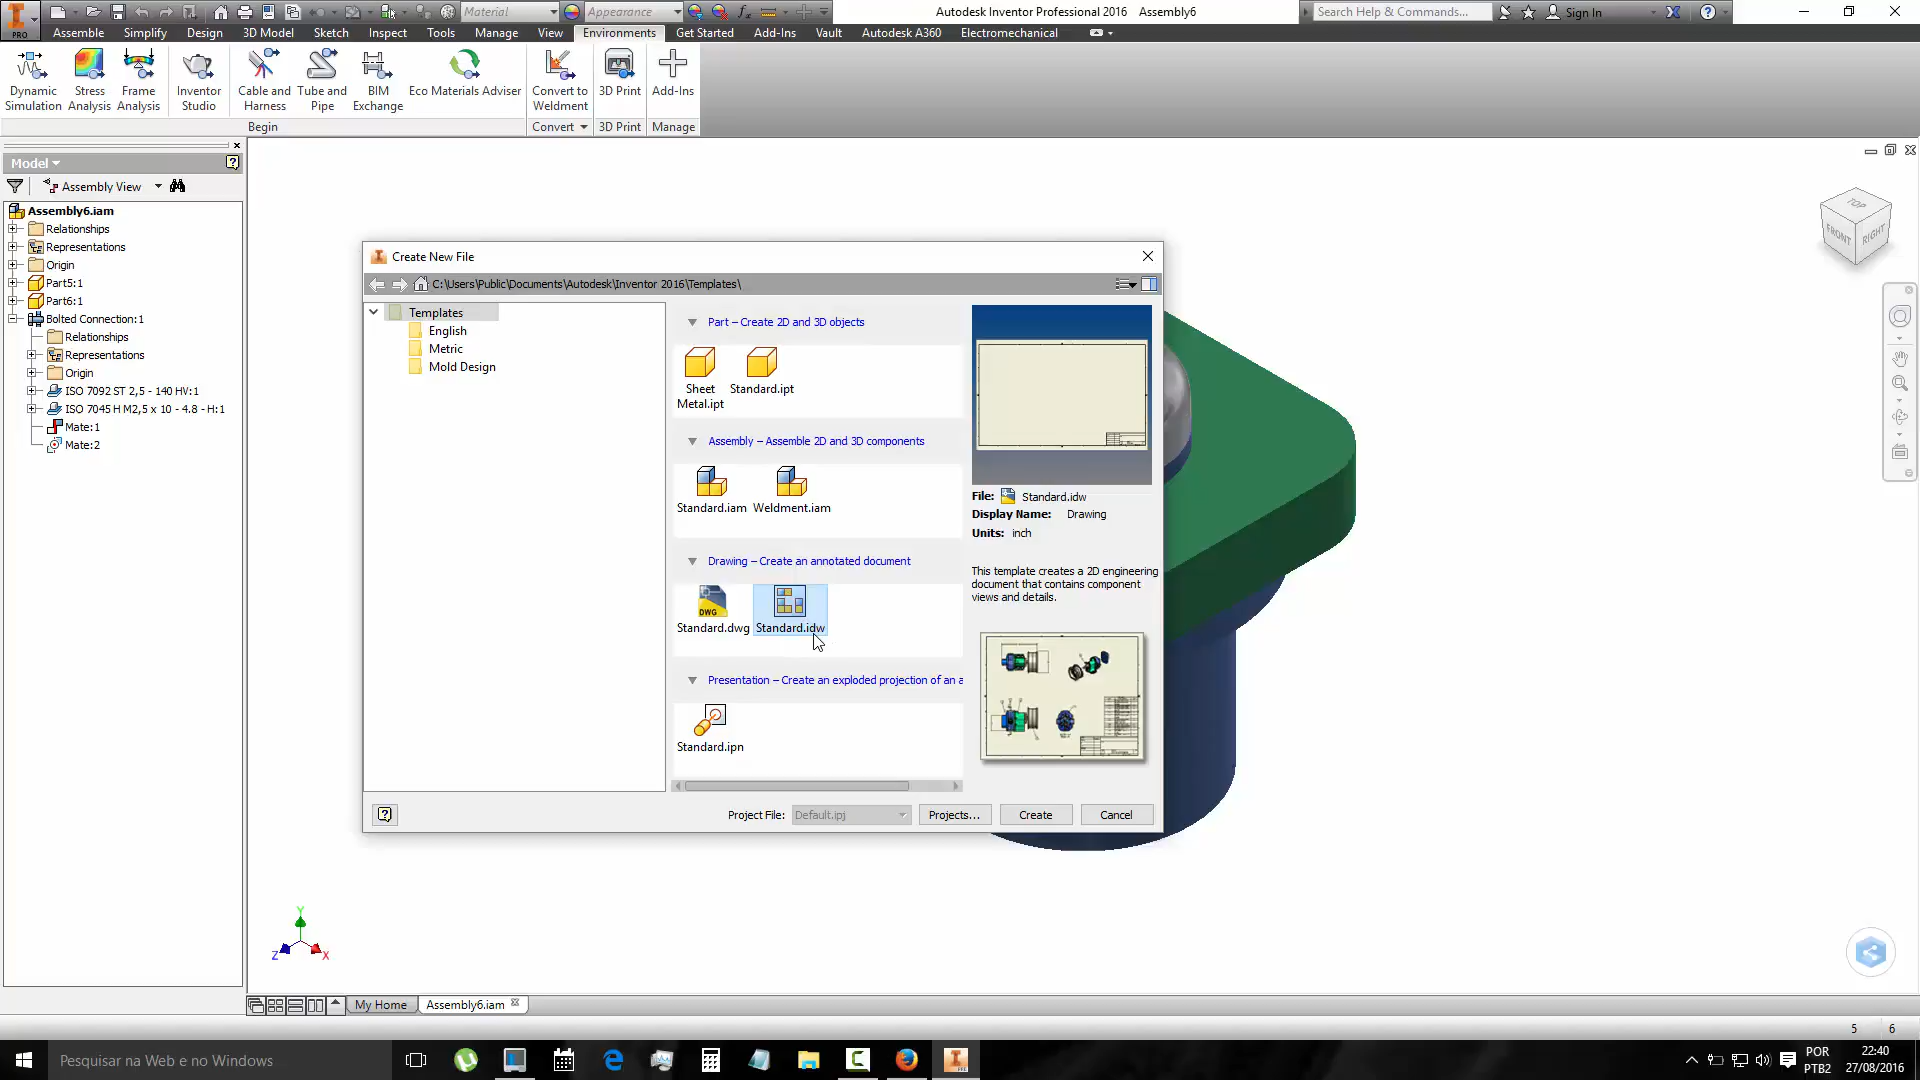 PRO
Material
Appearance
Autodesk Inventor Professional 2016 Assembly6
Search Help & Commands...
Sign In
Assemble Simplify Design 3D Model Sketch Inspect Tools Manage View Environments Get Started Add-Ins Vault Autodesk A360 Electromechanical
Dynamic Simulation
Stress Analysis
Frame Analysis
Inventor Studio
Cable and Harness
Tube and Pipe
BIM Exchange
Eco Materials Adviser
Convert to Weldment
3D Print
Add-Ins
Begin Convert 3D Print Manage
Model
Assembly View
Assembly6.iam
Relationships
Representations
Origin
Part5:1
Part6:1
Bolted Connection:1
Relationships
Representations
Origin
ISO 7092 ST 2,5 - 140 HV:1
ISO 7045 H M2,5 x 10 - 4.8 - H:1
Mate:1
Mate:2
Create New File
C:\Users\Public\Documents\Autodesk\Inventor 2016\Templates\
Templates
English
Metric
Mold Design
Part – Create 2D and 3D objects
Sheet Metal.ipt
Standard.ipt
Assembly – Assemble 2D and 3D components
Standard.iam
Weldment.iam
Drawing – Create an annotated document
DWG
Standard.dwg
Standard.idw
Presentation – Create an exploded projection of an a
Standard.ipn
File: Standard.idw
Display Name: Drawing
Units: inch
This template creates a 2D engineering
document that contains component
views and details.
Project File: Default.ipj Projects... Create Cancel
TOP
FRONT
RIGHT
Y
Z
X
My Home
Assembly6.iam
5 6
Pesquisar na Web e no Windows
POR
PTB2
22:40
27/08/2016